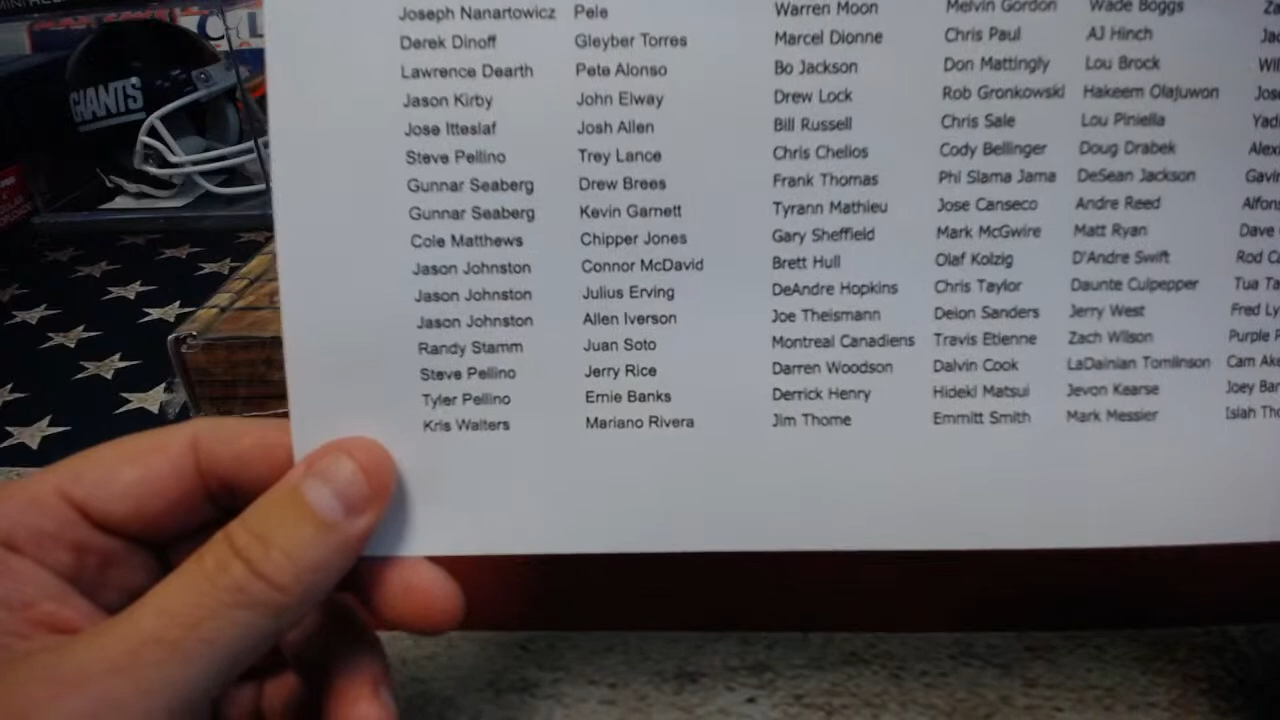 GIANTS
Joseph Nanartowicz Pele Warren Moon Melvin Gordon Wade Boggs
Derek Dinoff Gleyber Torres Marcel Dionne Chris Paul AJ Hinch
Lawrence Dearth Pete Alonso Bo Jackson Don Mattingly Lou Brock
Jason Kirby John Elway Drew Lock Rob Gronkowski Hakeem Olajuwon
Jose Itteslaf Josh Allen Bill Russell Chris Sale Lou Piniella
Steve Pellino Trey Lance Chris Chelios Cody Bellinger Doug Drabek
Gunnar Seaberg Drew Brees Frank Thomas Phi Slama Jama DeSean Jackson
Gunnar Seaberg Kevin Garnett Tyrann Mathieu Jose Canseco Andre Reed
Cole Matthews Chipper Jones Gary Sheffield Mark McGwire Matt Ryan Dave
Jason Johnston Connor McDavid Brett Hull Olaf Kolzig D'Andre Swift Rod
Jason Johnston Julius Erving DeAndre Hopkins Chris Taylor Daunte Culpepper Tua
Jason Johnston Allen Iverson Joe Theismann Deion Sanders Jerry West Fred
Randy Stamm Juan Soto Montreal Canadiens Travis Etienne Zach Wilson Purple
Steve Pellino Jerry Rice Darren Woodson Dalvin Cook LaDainian Tomlinson Cam
Tyler Pellino Ernie Banks Derrick Henry Hideki Matsui Jevon Kearse Joey
Kris Walters Mariano Rivera Jim Thome Emmitt Smith Mark Messier Isiah